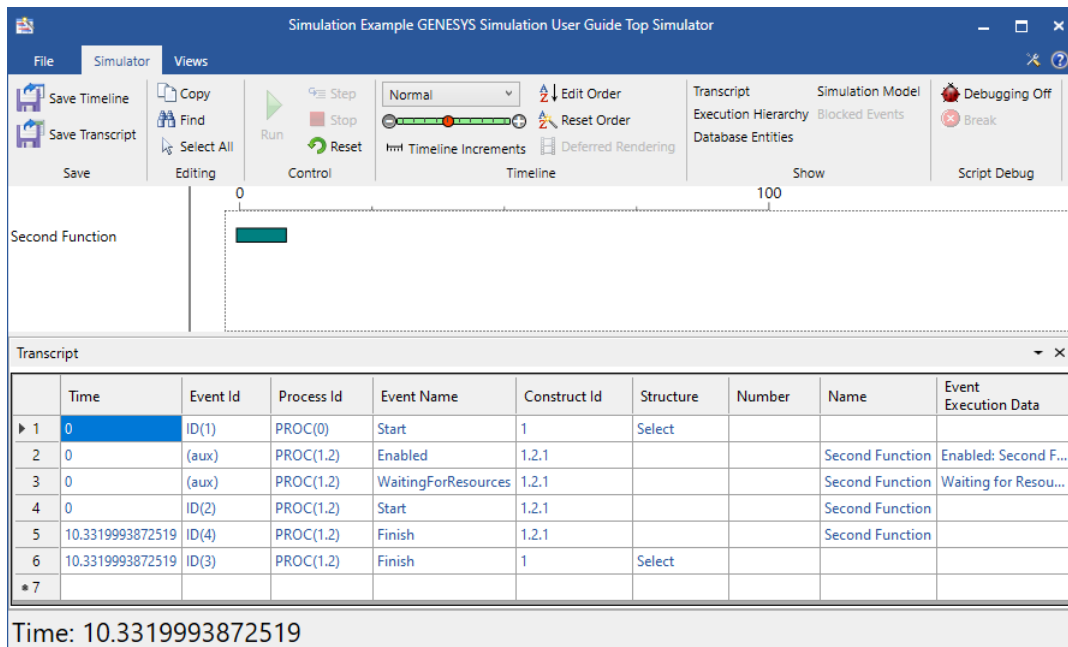 Simulation Example GENESYS Simulation User Guide Top Simulator
File Simulator Views
Save Timeline Copy Step Normal Edit Order Transcript Simulation Model Debugging Off
Save Transcript Find Run Stop Reset Order Execution Hierarchy Blocked Events Break
Select All Reset Timeline Increments Deferred Rendering Database Entities
Save Editing Control Timeline Show Script Debug
0 100
Second Function
Transcript
Time Event Id Process Id Event Name Construct Id Structure Number Name Event Execution Data
1 0 ID(1) PROC(0) Start 1 Select
2 0 (aux) PROC(1.2) Enabled 1.2.1 Second Function Enabled: Second F...
3 0 (aux) PROC(1.2) WaitingForResources 1.2.1 Second Function Waiting for Resou...
4 0 ID(2) PROC(1.2) Start 1.2.1 Second Function
5 10.3319993872519 ID(4) PROC(1.2) Finish 1.2.1 Second Function
6 10.3319993872519 ID(3) PROC(1.2) Finish 1 Select
* 7
Time: 10.3319993872519